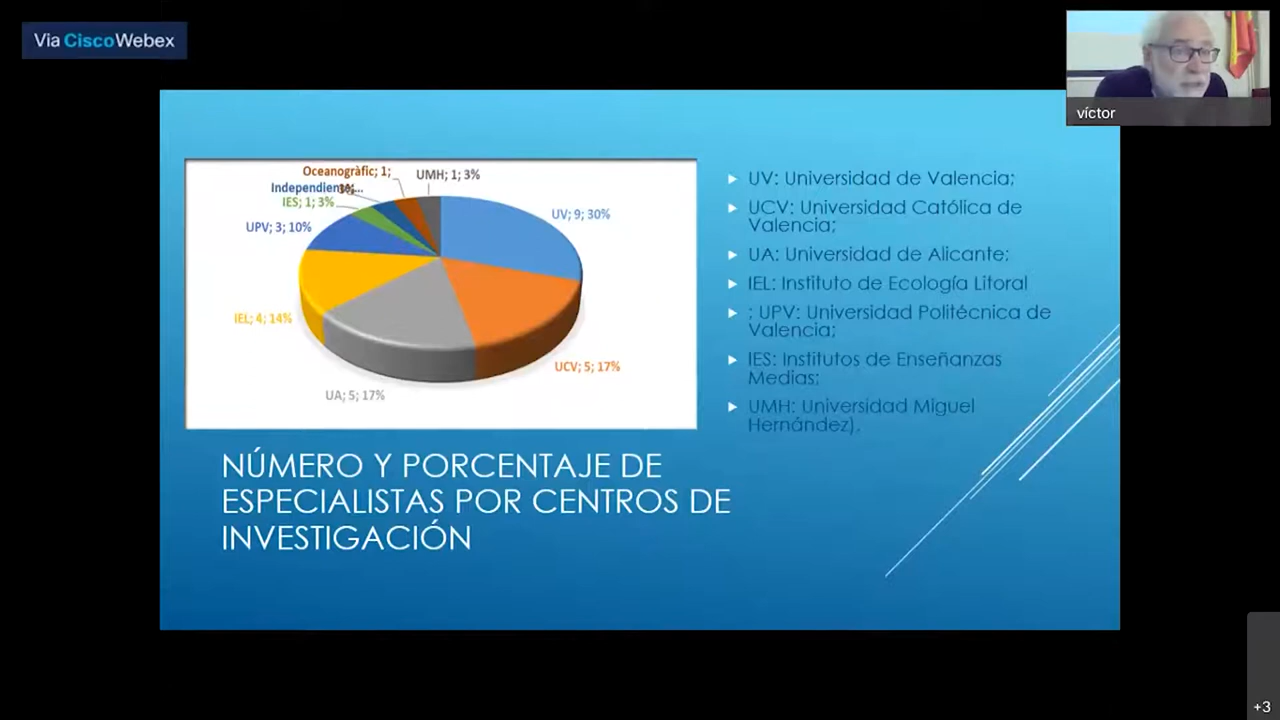 Via Cisco Webex
víctor
Oceanogràfic; 1;
3%
UMH; 1; 3%
Independiente;...
IES; 1; 3%
UPV; 3; 10%
UV; 9; 30%
IEL; 4; 14%
UCV; 5; 17%
UA; 5; 17%
UV: Universidad de Valencia;
UCV: Universidad Católica de
Valencia;
UA: Universidad de Alicante;
IEL: Instituto de Ecología Litoral
: UPV: Universidad Politécnica de
Valencia;
IES: Institutos de Enseñanzas
Medias;
UMH: Universidad Miguel
Hernández).
NÚMERO Y PORCENTAJE DE
ESPECIALISTAS POR CENTROS DE
INVESTIGACIÓN
+3